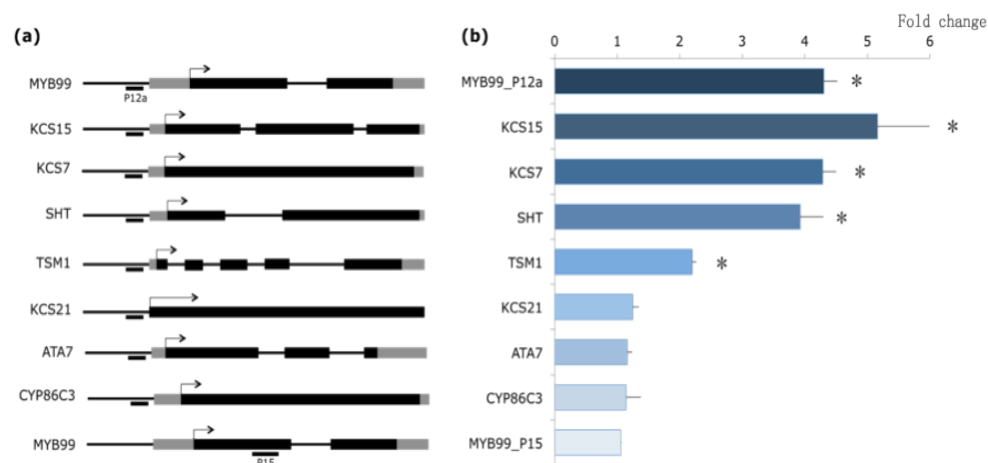 (a)
MYB99
P12a
KCS15
KCS7
SHT
TSM1
KCS21
ATA7
CYP86C3
MYB99
P15
(b)
Fold change
0 1 2 3 4 5 6
MYB99_P12a *
KCS15 *
KCS7 *
SHT *
TSM1 *
KCS21
ATA7
CYP86C3
MYB99_P15